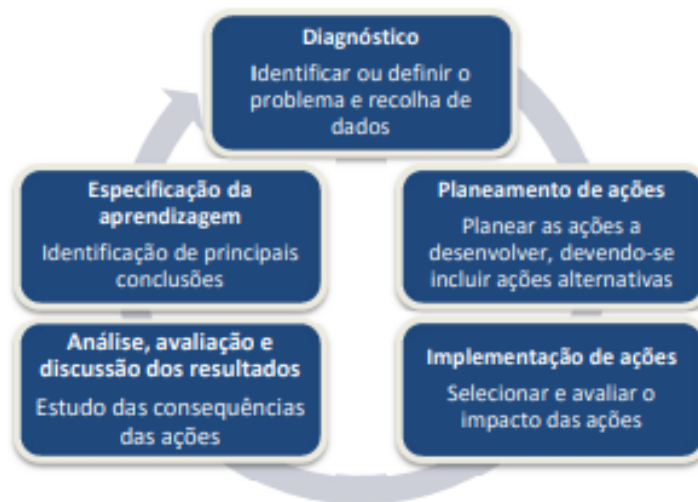 Diagnóstico
Identificar ou definir o
problema e recolha de
dados
Planeamento de ações
Planear as ações a
desenvolver, devendo-se
incluir ações alternativas
Implementação de ações
Selecionar e avaliar o
impacto das ações
Análise, avaliação e
discussão dos resultados
Estudo das consequências
das ações
Especificação da
aprendizagem
Identificação de principais
conclusões